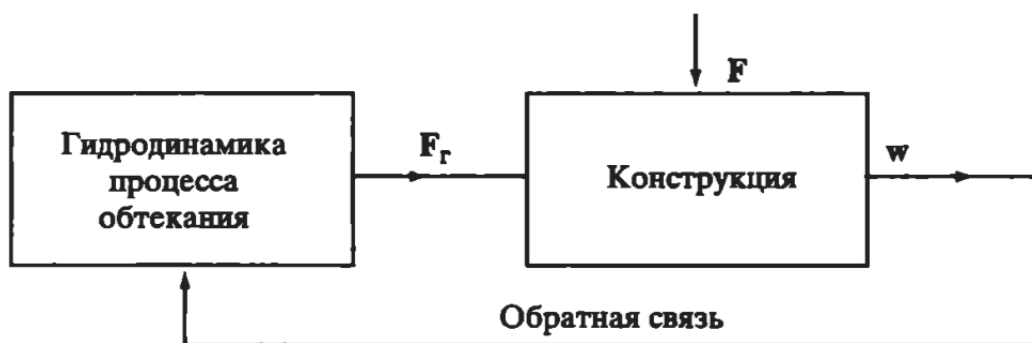 F
Гидродинамика
процесса
обтекания
Fг
Конструкция
w
Обратная связь